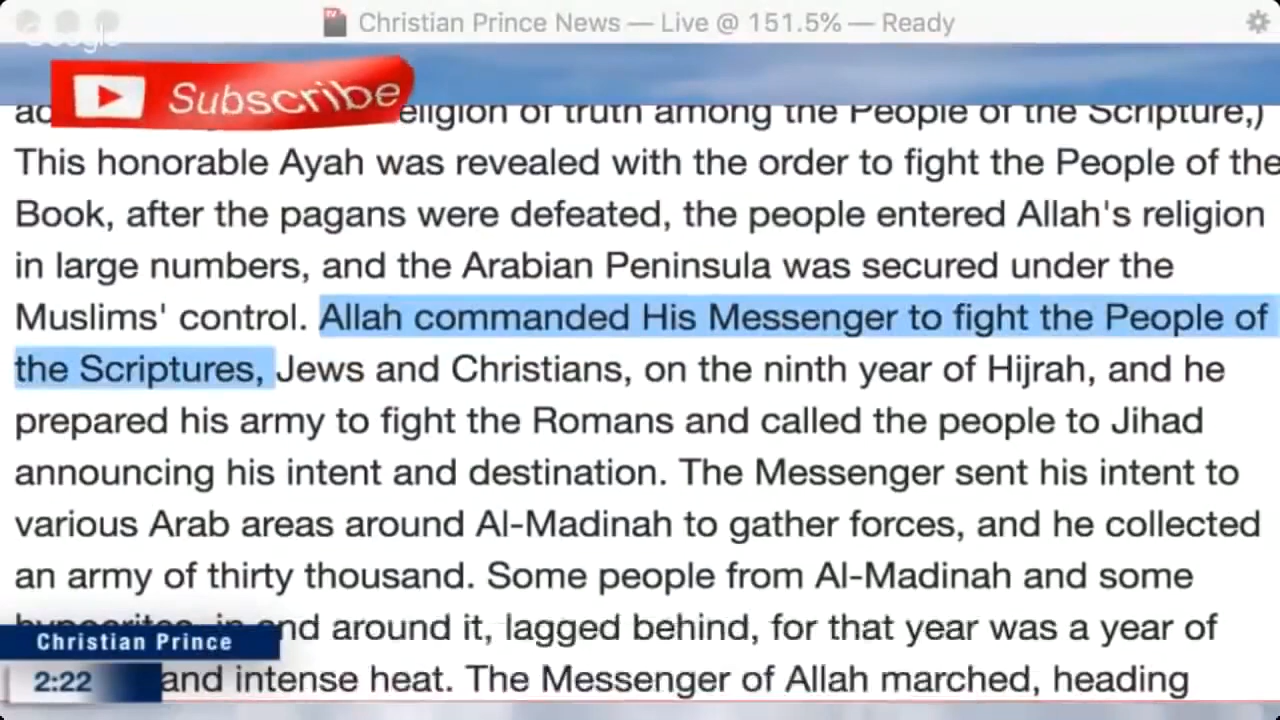 Christian Prince News — Live @ 151.5% — Ready
Google
Subscribe
eligion of truth among the People of the Scripture,)
This honorable Ayah was revealed with the order to fight the People of the
Book, after the pagans were defeated, the people entered Allah's religion
in large numbers, and the Arabian Peninsula was secured under the
Muslims' control. Allah commanded His Messenger to fight the People of
the Scriptures, Jews and Christians, on the ninth year of Hijrah, and he
prepared his army to fight the Romans and called the people to Jihad
announcing his intent and destination. The Messenger sent his intent to
various Arab areas around Al-Madinah to gather forces, and he collected
an army of thirty thousand. Some people from Al-Madinah and some
hypocrites, in and around it, lagged behind, for that year was a year of
Christian Prince
and intense heat. The Messenger of Allah marched, heading
2:22